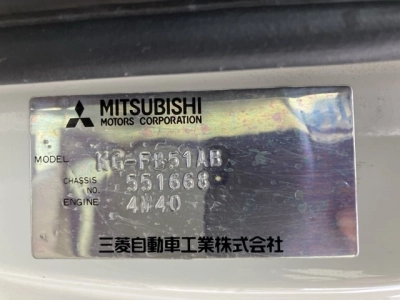 MITSUBISHI
MOTORS CORPORATION
MODEL KG-FB51AB
CHASSIS NO. 551668
ENGINE 4M40
三菱自動車工業株式会社